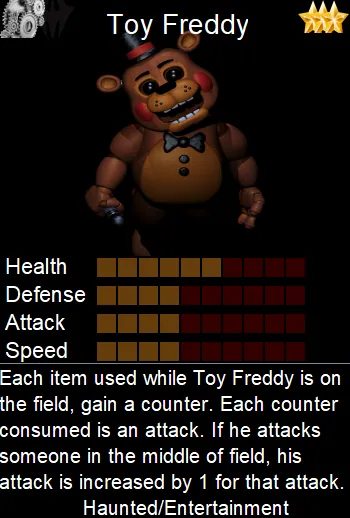 Toy Freddy
Health
Defense
Attack
Speed
Each item used while Toy Freddy is on
the field, gain a counter. Each counter
consumed is an attack. If he attacks
someone in the middle of field, his
attack is increased by 1 for that attack.
Haunted/Entertainment